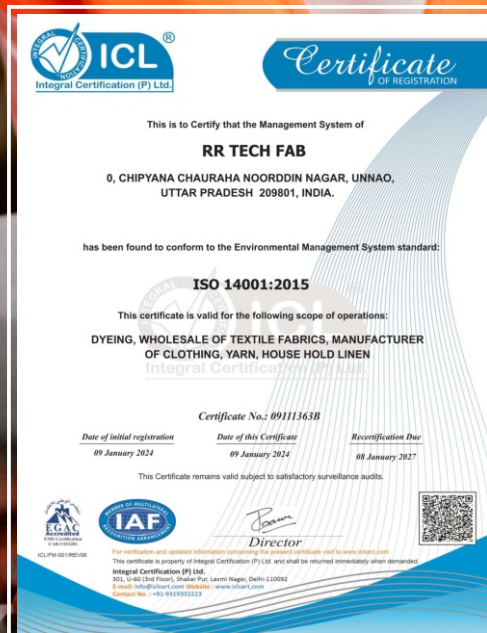 ICL®
Integral Certification (P) Ltd.
Certificate
OF REGISTRATION
This is to Certify that the Management System of
RR TECH FAB
0, CHIPYANA CHAURAHA NOORDDIN NAGAR, UNNAO,
UTTAR PRADESH 209801, INDIA.
has been found to conform to the Environmental Management System standard:
ISO 14001:2015
This certificate is valid for the following scope of operations:
DYEING, WHOLESALE OF TEXTILE FABRICS, MANUFACTURER
OF CLOTHING, YARN, HOUSE HOLD LINEN
Integral Certification (P) Ltd.
Certificate No.: 09111363B
Date of initial registration Date of this Certificate Recertification Due
09 January 2024 09 January 2024 08 January 2027
This Certificate remains valid subject to satisfactory surveillance audits.
EGAC
Accredited
MEMBER OF MULTILATERAL
IAF
RECOGNITION ARRANGEMENT
Director
ICL/FM-001/REV/06
For verification and updated information concerning the present certificate visit to www.iclcert.com
This certificate is property of Integral Certification (P) Ltd. and shall be returned immediately when demanded
Integral Certification (P) Ltd.
301, U-60 (3rd Floor), Shakar Pur, Laxmi Nagar, Delhi-110092
E-mail: info@iclcert.com Website : www.iclcert.com
Contact No. : +91-9319332223